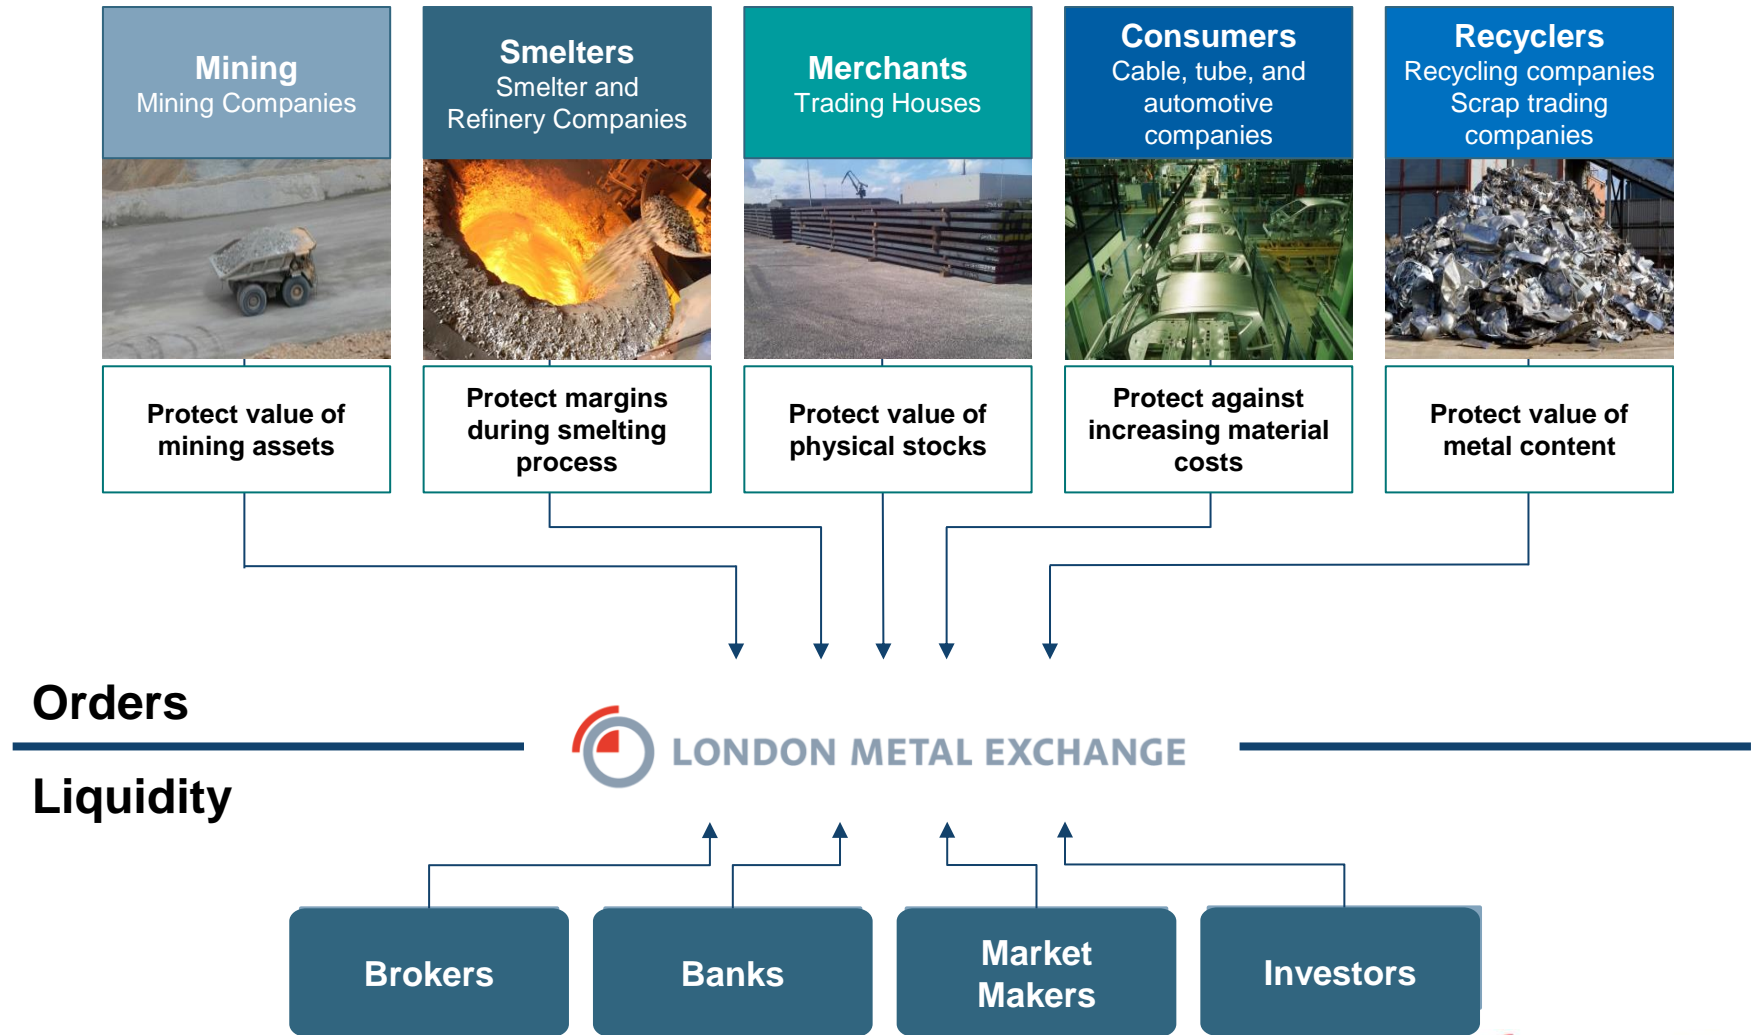 Mining
Mining Companies
Smelters
Smelter and
Refinery Companies
Merchants
Trading Houses
Consumers
Cable, tube, and
automotive
companies
Recyclers
Recycling companies
Scrap trading
companies
Protect value of
mining assets
Protect margins
during smelting
process
Protect value of
physical stocks
Protect against
increasing material
costs
Protect value of
metal content
Orders
LONDON METAL EXCHANGE
Liquidity
Brokers
Banks
Market
Makers
Investors